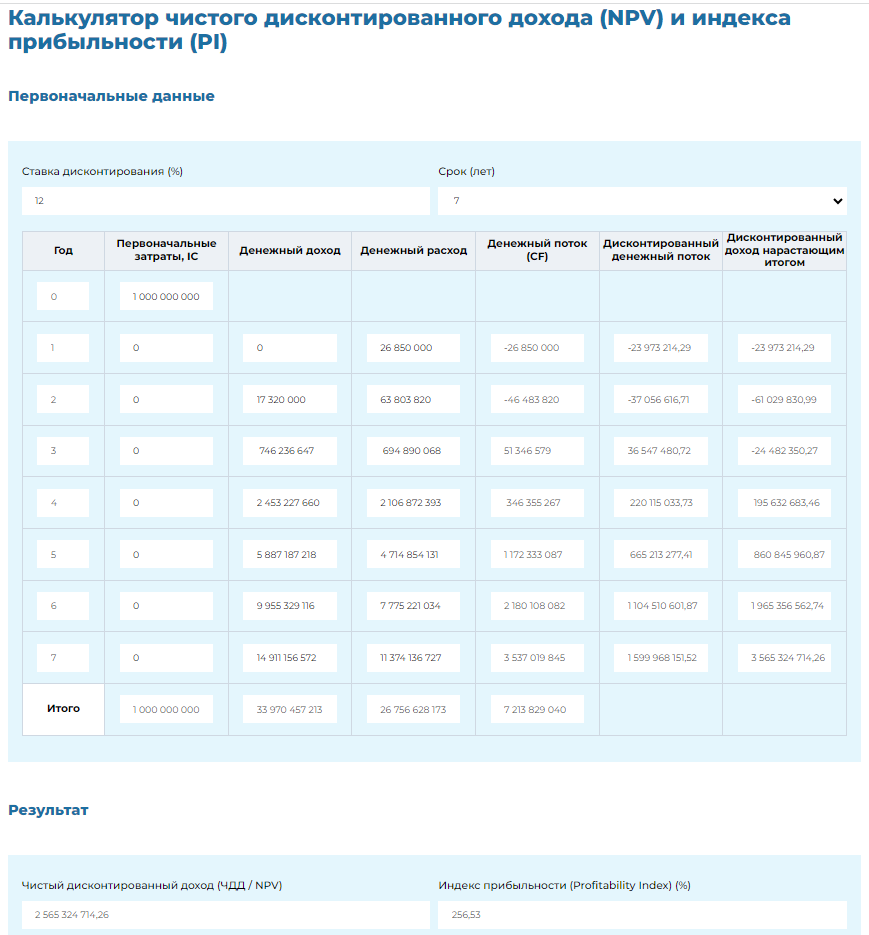 Калькулятор чистого дисконтированного дохода (NPV) и индекса
прибыльности (PI)
Первоначальные данные
Ставка дисконтирования (%) Срок (лет)
12 7
Год Первоначальные затраты, IC Денежный доход Денежный расход Денежный поток (CF) Дисконтированный денежный поток Дисконтированный доход нарастающим итогом
0 1 000 000 000
1 0 0 26 850 000 -26 850 000 -23 973 214,29 -23 973 214,29
2 0 17 320 000 63 803 820 -46 483 820 -37 056 616,71 -61 029 830,99
3 0 746 236 647 694 890 068 51 346 579 36 547 480,72 -24 482 350,27
4 0 2 453 227 660 2 106 872 393 346 355 267 220 115 033,73 195 632 683,46
5 0 5 887 187 218 4 714 854 131 1 172 333 087 665 213 277,41 860 845 960,87
6 0 9 955 329 116 7 775 221 034 2 180 108 082 1 104 510 601,87 1 965 356 562,74
7 0 14 911 156 572 11 374 136 727 3 537 019 845 1 599 968 151,52 3 565 324 714,26
Итого 1 000 000 000 33 970 457 213 26 756 628 173 7 213 829 040
Результат
Чистый дисконтированный доход (ЧДД / NPV) Индекс прибыльности (Profitability Index) (%)
2 565 324 714,26 256,53